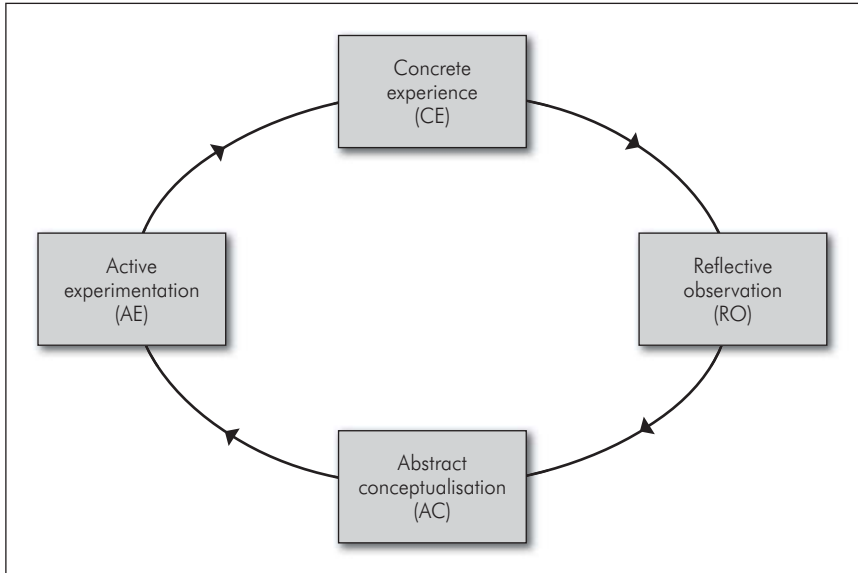 Concrete
experience
(CE)
Active
experimentation
(AE)
Reflective
observation
(RO)
Abstract
conceptualisation
(AC)